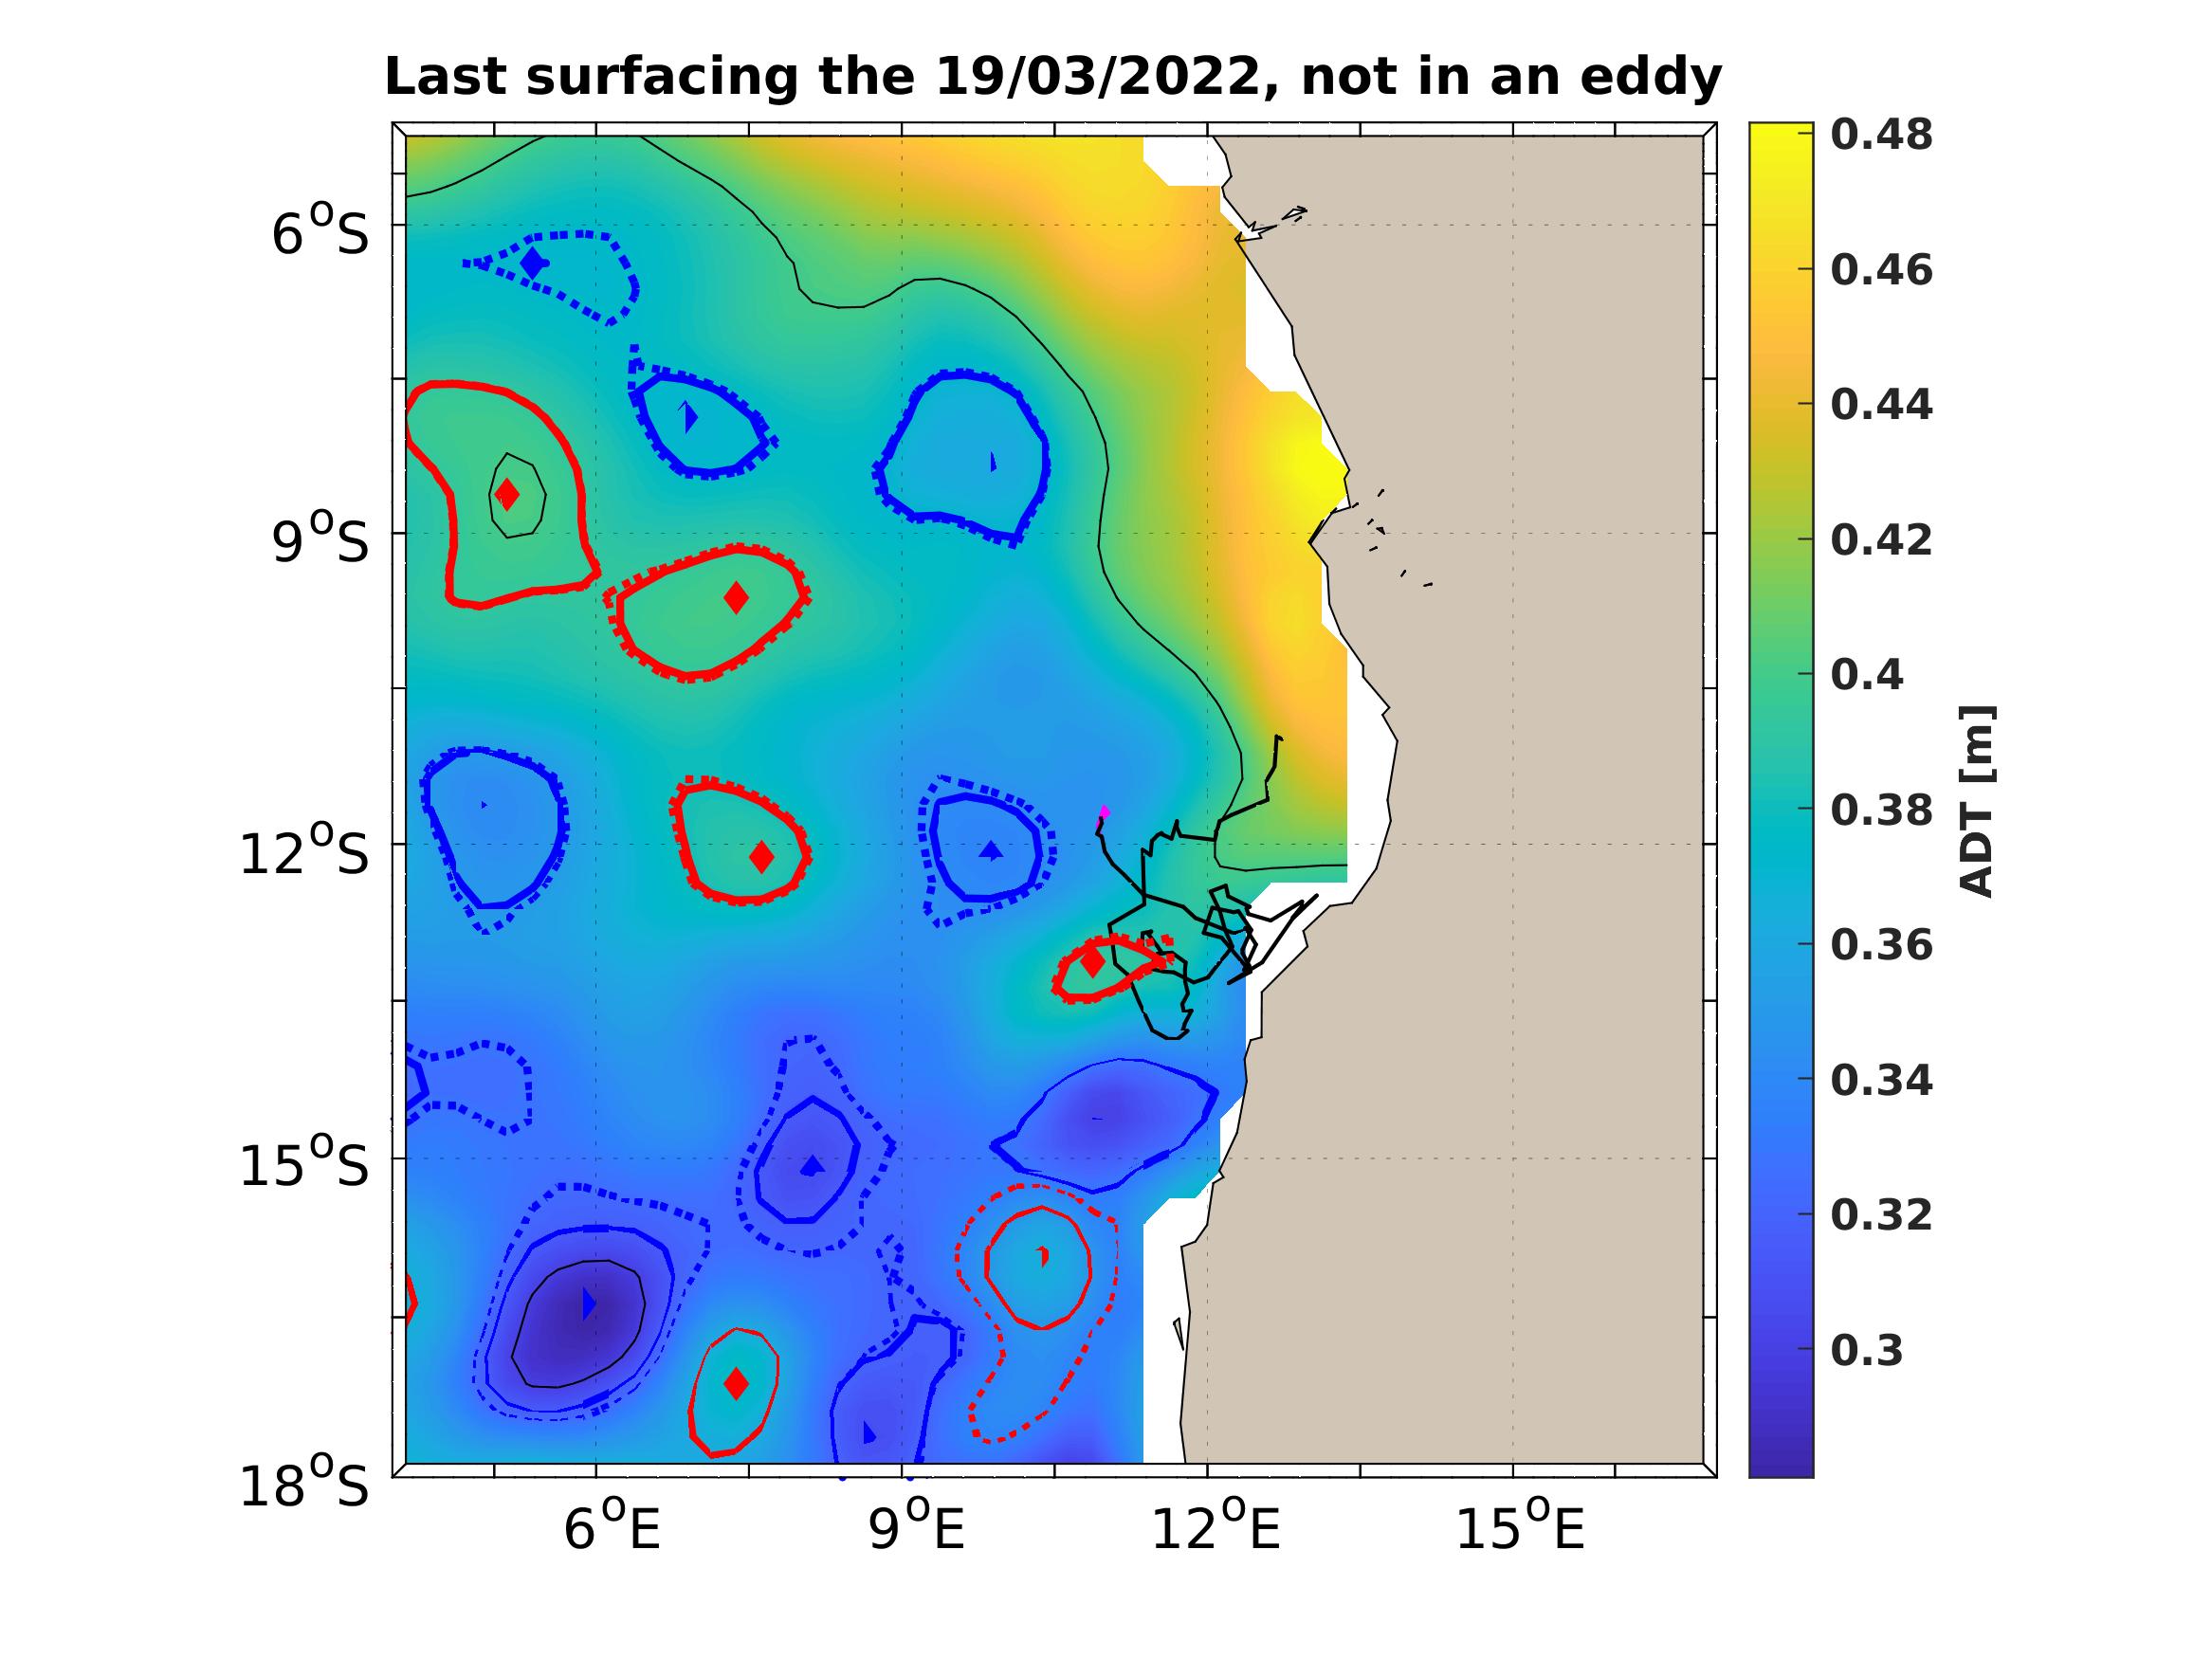 Last surfacing the 19/03/2022, not in an eddy
6°S
9°S
12°S
15°S
18°S
6°E
9°E
12°E
15°E
0.48
0.46
0.44
0.42
0.4
0.38
0.36
0.34
0.32
0.3
ADT [m]